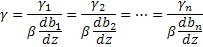 γ = γ₁ / (β db₁/dz) = γ₂ / (β db₂/dz) = ⋯ = γₙ / (β dbₙ/dz)